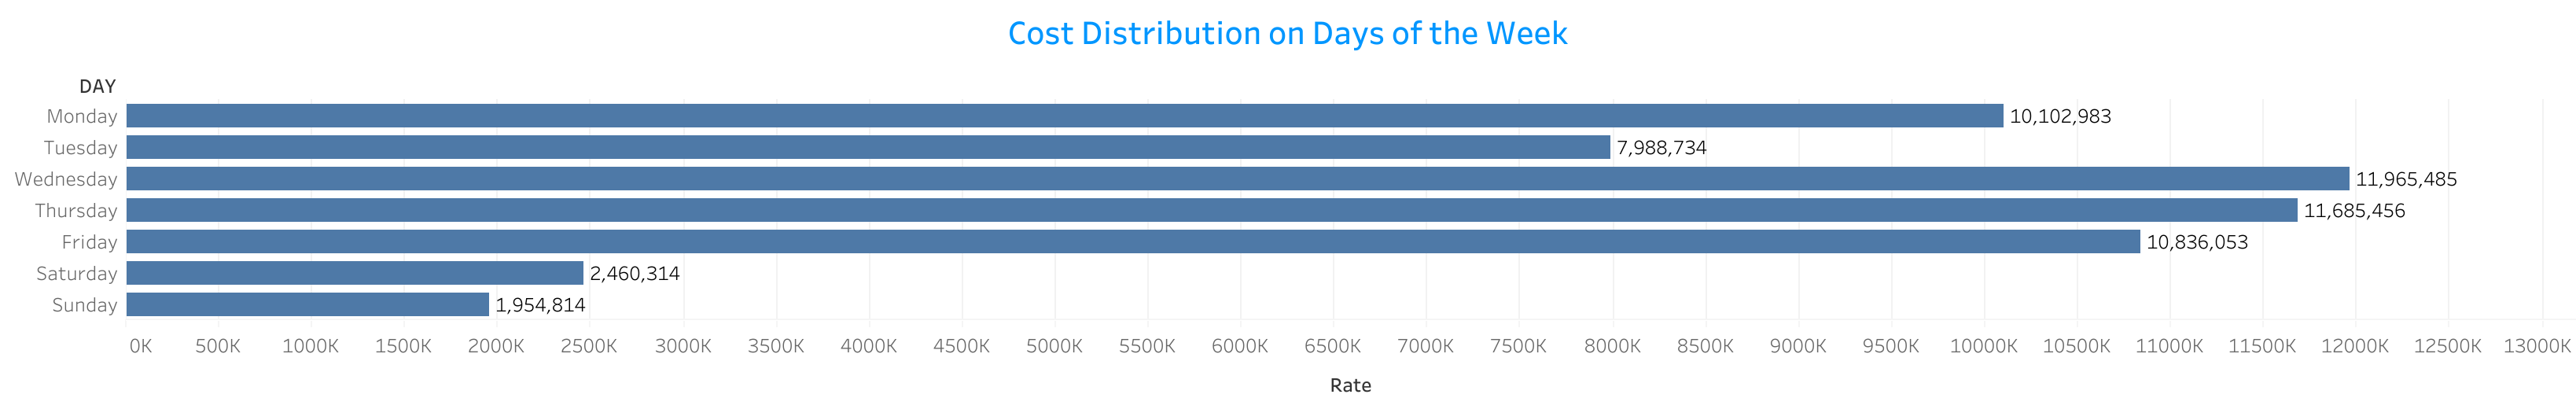 Cost Distribution on Days of the Week
DAY
Monday 10,102,983
Tuesday 7,988,734
Wednesday 11,965,485
Thursday 11,685,456
Friday 10,836,053
Saturday 2,460,314
Sunday 1,954,814
0K 500K 1000K 1500K 2000K 2500K 3000K 3500K 4000K 4500K 5000K 5500K 6000K 6500K 7000K 7500K 8000K 8500K 9000K 9500K 10000K 10500K 11000K 11500K 12000K 12500K 13000K
Rate